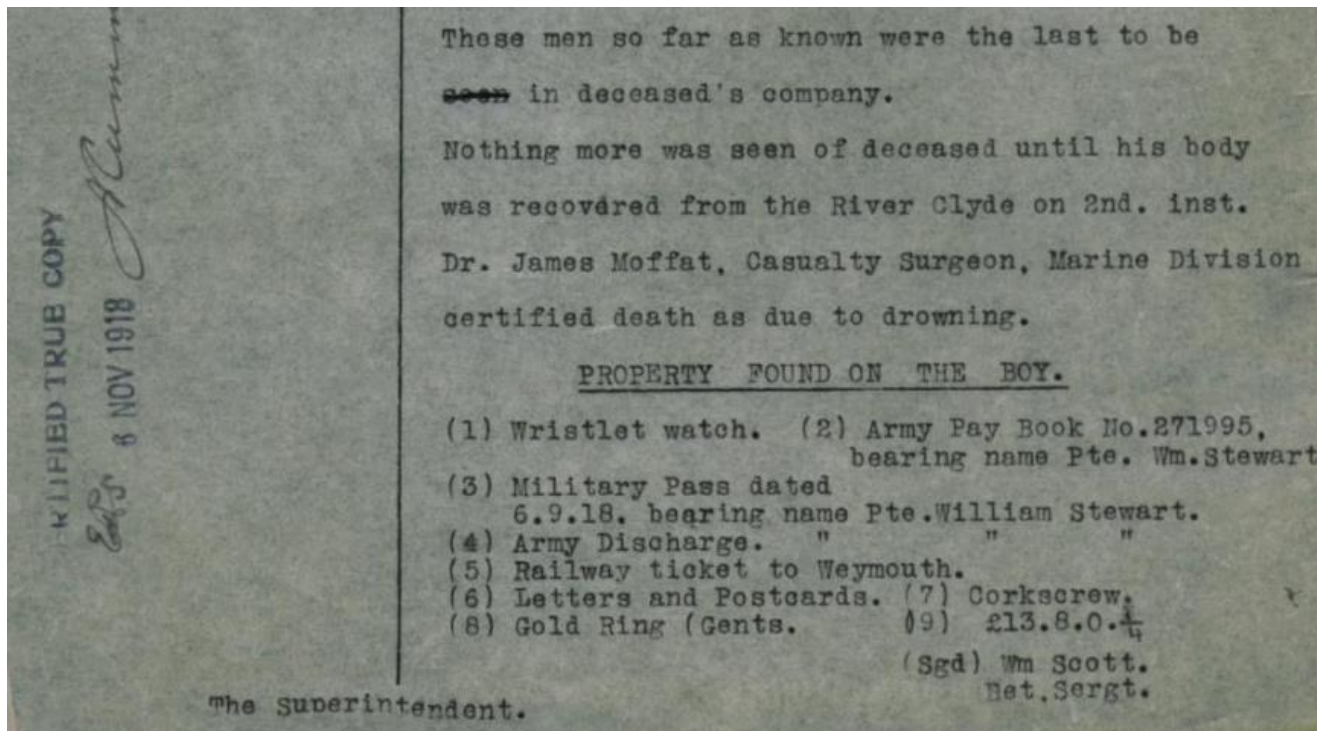 These men so far as known were the last to be
seen in deceased's company.
Nothing more was seen of deceased until his body
was recovered from the River Clyde on 2nd. inst.
Dr. James Moffat, Casualty Surgeon, Marine Division
certified death as due to drowning.
PROPERTY FOUND ON THE BOY.
(1) Wristlet watch. (2) Army Pay Book No.271995,
bearing name Pte. Wm.Stewart
(3) Military Pass dated
6.9.18. bearing name Pte.William Stewart.
(4) Army Discharge. " " "
(5) Railway ticket to Weymouth.
(6) Letters and Postcards. (7) Corkscrew.
(8) Gold Ring (Gents. (9) £13.8.0.¼
(Sgd) Wm Scott.
Det.Sergt.
The Superintendent.
TRUE COPY
6 NOV 1918